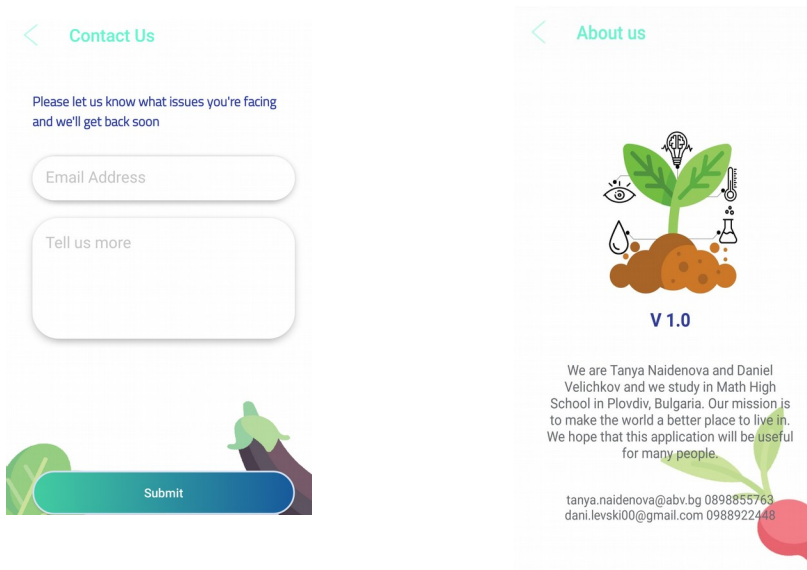 Contact Us
Please let us know what issues you're facing
and we'll get back soon
Email Address
Tell us more
Submit
About us
V 1.0
We are Tanya Naidenova and Daniel
Velichkov and we study in Math High
School in Plovdiv, Bulgaria. Our mission is
to make the world a better place to live in.
We hope that this application will be useful
for many people.
tanya.naidenova@abv.bg 0898855763
dani.levski00@gmail.com 0988922448